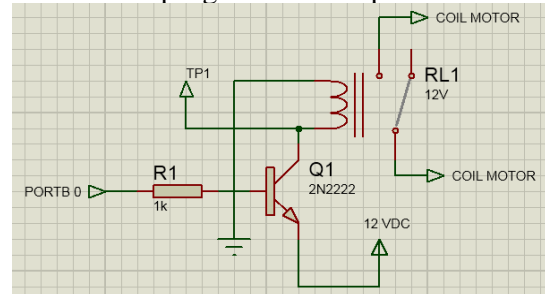 COIL MOTOR
TP1
RL1
12V
R1
Q1
PORTB 0
2N2222
COIL MOTOR
1k
12 VDC